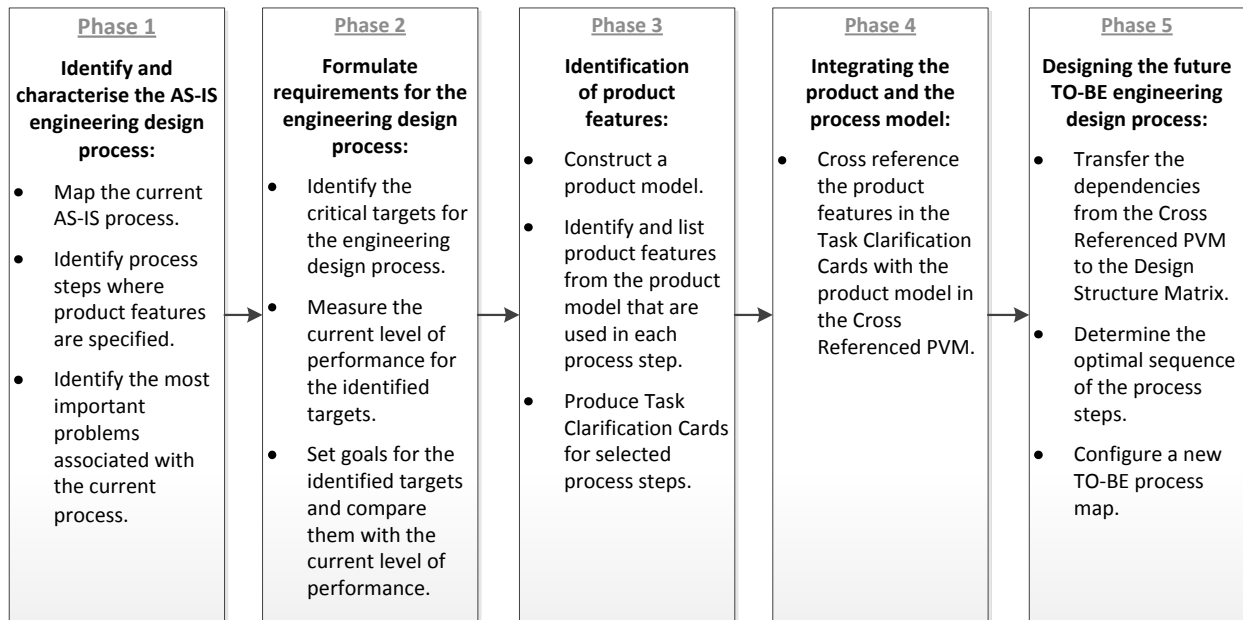 Phase 1
Identify and
characterise the AS-IS
engineering design
process:
• Map the current
AS-IS process.
• Identify process
steps where
product features
are specified.
• Identify the most
important
problems
associated with
the current
process.
Phase 2
Formulate
requirements for the
engineering design
process:
• Identify the
critical targets for
the engineering
design process.
• Measure the
current level of
performance for
the identified
targets.
• Set goals for the
identified targets
and compare
them with the
current level of
performance.
Phase 3
Identification
of product
features:
• Construct a
product model.
• Identify and list
product features
from the product
model that are
used in each
process step.
• Produce Task
Clarification Cards
for selected
process steps.
Phase 4
Integrating the
product and the
process model:
• Cross reference
the product
features in the
Task Clarification
Cards with the
product model in
the Cross
Referenced PVM.
Phase 5
Designing the future
TO-BE engineering
design process:
• Transfer the
dependencies
from the Cross
Referenced PVM
to the Design
Structure Matrix.
• Determine the
optimal sequence
of the process
steps.
• Configure a new
TO-BE process
map.